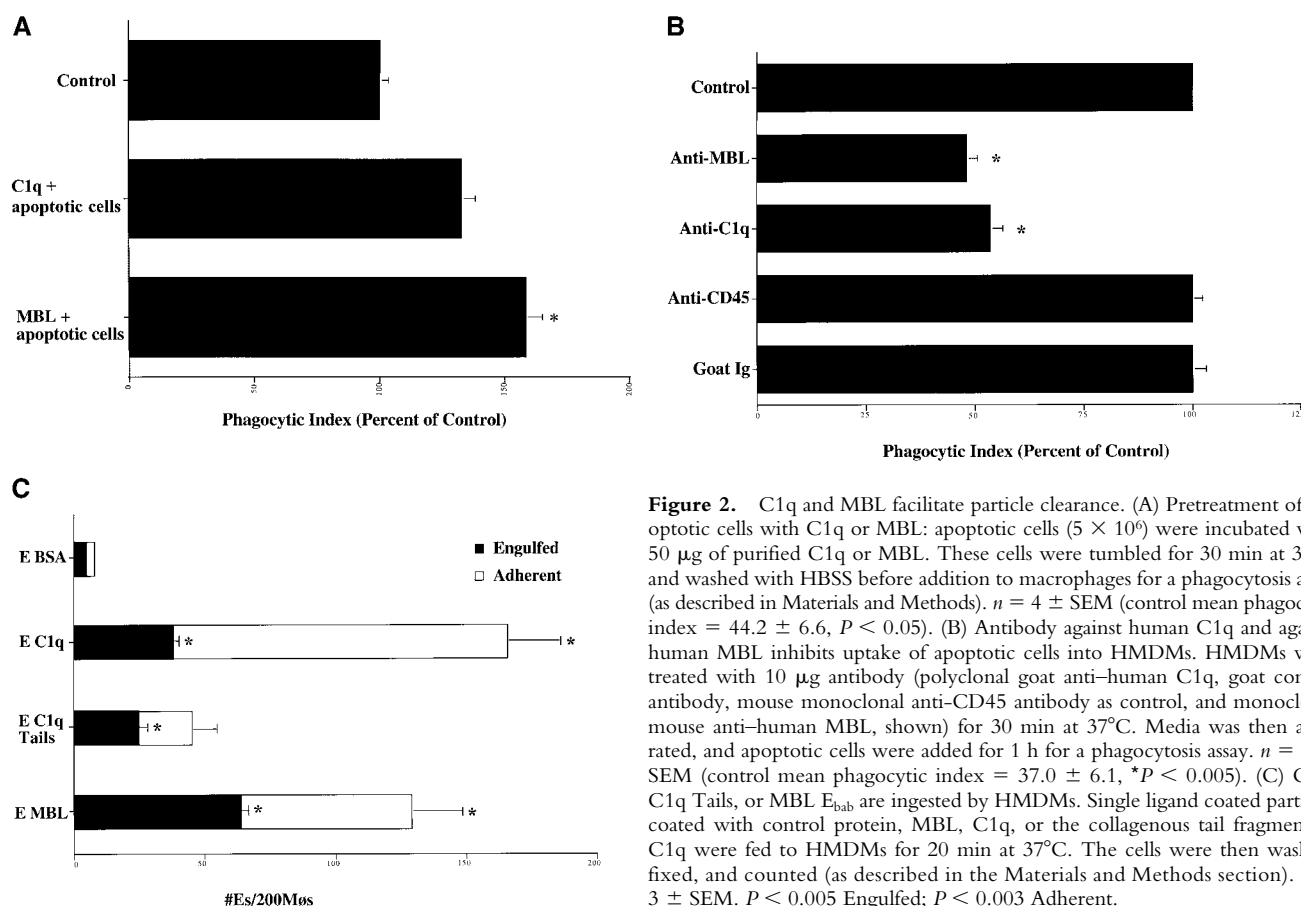 A
Control
C1q +
apoptotic cells
MBL +
apoptotic cells
*
0 50 100 150 200
Phagocytic Index (Percent of Control)
B
Control
Anti-MBL
*
Anti-C1q
*
Anti-CD45
Goat Ig
0 25 50 75 100 125
Phagocytic Index (Percent of Control)
C
■ Engulfed
□ Adherent
E BSA
E C1q
* *
E C1q
Tails
*
E MBL
* *
0 50 100 150 200
#Es/200Møs
Figure 2. C1q and MBL facilitate particle clearance. (A) Pretreatment of
optotic cells with C1q or MBL: apoptotic cells (5 × 10⁶) were incubated
50 μg of purified C1q or MBL. These cells were tumbled for 30 min at 3
and washed with HBSS before addition to macrophages for a phagocytosis a
(as described in Materials and Methods). n = 4 ± SEM (control mean phagoc
index = 44.2 ± 6.6, P < 0.05). (B) Antibody against human C1q and aga
human MBL inhibits uptake of apoptotic cells into HMDMs. HMDMs w
treated with 10 μg antibody (polyclonal goat anti–human C1q, goat con
antibody, mouse monoclonal anti-CD45 antibody as control, and monocl
mouse anti–human MBL, shown) for 30 min at 37°C. Media was then a
rated, and apoptotic cells were added for 1 h for a phagocytosis assay. n =
SEM (control mean phagocytic index = 37.0 ± 6.1, *P < 0.005). (C) C
C1q Tails, or MBL Ebab are ingested by HMDMs. Single ligand coated part
coated with control protein, MBL, C1q, or the collagenous tail fragmen
C1q were fed to HMDMs for 20 min at 37°C. The cells were then wash
fixed, and counted (as described in the Materials and Methods section).
3 ± SEM. P < 0.005 Engulfed; P < 0.003 Adherent.